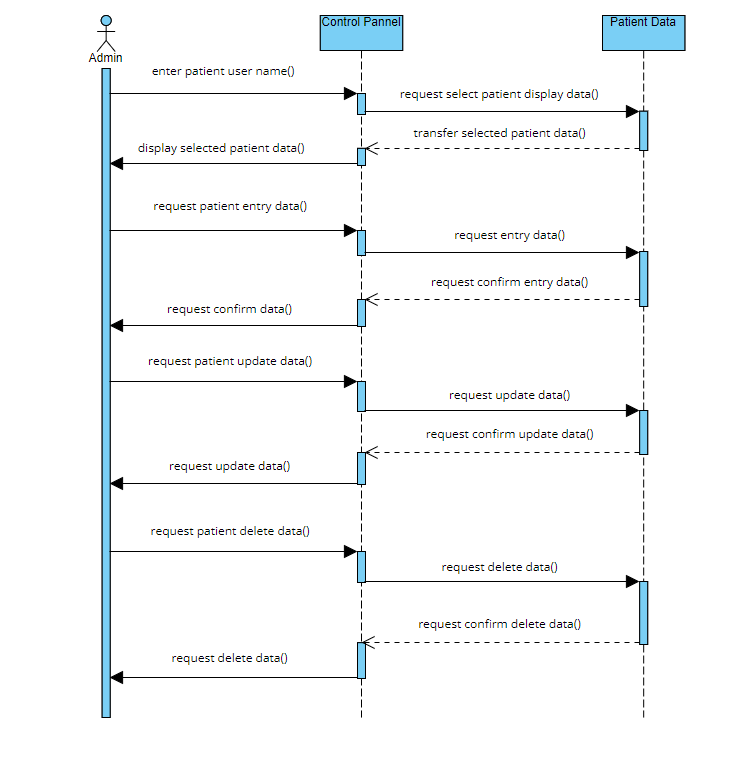 Control Pannel
Patient Data
Admin
enter patient user name()
request select patient display data()
transfer selected patient data()
display selected patient data()
request patient entry data()
request entry data()
request confirm entry data()
request confirm data()
request patient update data()
request update data()
request confirm update data()
request update data()
request patient delete data()
request delete data()
request confirm delete data()
request delete data()